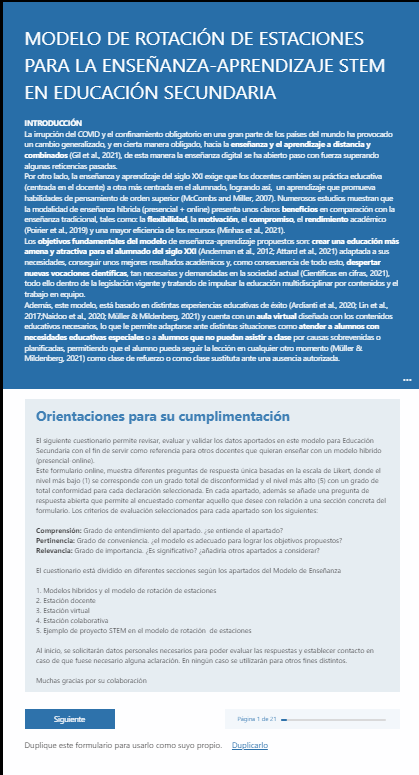 MODELO DE ROTACIÓN DE ESTACIONES
PARA LA ENSEÑANZA-APRENDIZAJE STEM
EN EDUCACIÓN SECUNDARIA
INTRODUCCIÓN
La irrupción del COVID y el confinamiento obligatorio en una gran parte de los países del mundo ha provocado
un cambio generalizado, y en cierta manera obligado, hacia la enseñanza y el aprendizaje a distancia y
combinados (Gil et al., 2021), de esta manera la enseñanza digital se ha abierto paso con fuerza superando
algunas reticencias pasadas.
Por otro lado, la enseñanza y aprendizaje del siglo XXI exige que los docentes cambien su práctica educativa
(centrada en el docente) a otra más centrada en el alumnado, logrando así, un aprendizaje que promueva
habilidades de pensamiento de orden superior (McCombs and Miller, 2007). Numerosos estudios muestran que
la modalidad de enseñanza híbrida (presencial + online) presenta unos claros beneficios en comparación con la
enseñanza tradicional, tales como: la flexibilidad, la motivación, el compromiso, el rendimiento académico
(Poirier et al., 2019) y una mayor eficiencia de los recursos (Minhas et al., 2021).
Los objetivos fundamentales del modelo de enseñanza-aprendizaje propuestos son: crear una educación más
amena y atractiva para el alumnado del siglo XXI (Anderman et al., 2012; Attard et al., 2021) adaptada a sus
necesidades, conseguir unos mejores resultados académicos y, como consecuencia de todo esto, despertar
nuevas vocaciones científicas, tan necesarias y demandadas en la sociedad actual (Científicas en cifras, 2021),
todo ello dentro de la legislación vigente y tratando de impulsar la educación multidisciplinar por contenidos y el
trabajo en equipo.
Además, este modelo, está basado en distintas experiencias educativas de éxito (Ardianti et al., 2020; Lin et al.,
2017;Naidoo et al., 2020; Müller & Mildenberg, 2021) y cuenta con un aula virtual diseñada con los contenidos
educativos necesarios, lo que le permite adaptarse ante distintas situaciones como atender a alumnos con
necesidades educativas especiales o a alumnos que no puedan asistir a clase por causas sobrevenidas o
planificadas, permitiendo que el alumno pueda seguir la lección en cualquier otro momento (Müller &
Mildenberg, 2021) como clase de refuerzo o como clase sustituta ante una ausencia autorizada.
...
Orientaciones para su cumplimentación
El siguiente cuestionario permite revisar, evaluar y validar los datos aportados en este modelo para Educación
Secundaria con el fin de servir como referencia para otros docentes que quieran enseñar con un modelo híbrido
(presencial-online).
Este formulario online, muestra diferentes preguntas de respuesta única basadas en la escala de Likert, donde el
nivel más bajo (1) se corresponde con un grado total de disconformidad y el nivel más alto (5) con un grado de
total conformidad para cada declaración seleccionada. En cada apartado, además se añade una pregunta de
respuesta abierta que permite al encuestado comentar aquello que desee con relación a una sección concreta del
formulario. Los criterios de evaluación seleccionados para cada apartado son los siguientes:
Comprensión: Grado de entendimiento del apartado. ¿se entiende el apartado?
Pertinencia: Grado de conveniencia. ¿el modelo es adecuado para lograr los objetivos propuestos?
Relevancia: Grado de importancia. ¿Es significativo? ¿añadiría otros apartados a considerar?
El cuestionario está dividido en diferentes secciones según los apartados del Modelo de Enseñanza
1. Modelos híbridos y el modelo de rotación de estaciones
2. Estación docente
3. Estación virtual
4. Estación colaborativa
5. Ejemplo de proyecto STEM en el modelo de rotación de estaciones
Al inicio, se solicitarán datos personales necesarios para poder evaluar las respuestas y establecer contacto en
caso de que fuese necesario alguna aclaración. En ningún caso se utilizarán para otros fines distintos.
Muchas gracias por su colaboración
Siguiente
Página 1 de 21
Duplique este formulario para usarlo como suyo propio. Duplicarlo